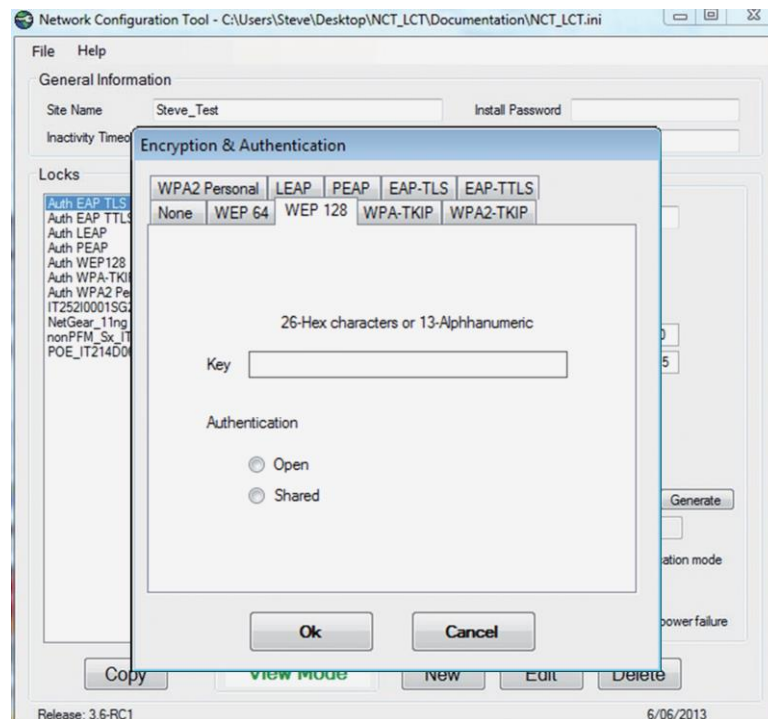 Network Configuration Tool - C:\Users\Steve\Desktop\NCT_LCT\Documentation\NCT_LCT.ini
File Help
General Information
Site Name Steve_Test Install Password
Inactivity
Encryption & Authentication
Locks
WPA2 Personal LEAP PEAP EAP-TLS EAP-TTLS
None WEP 64 WEP 128 WPA-TKIP WPA2-TKIP
Auth EAP TLS
Auth EAP TTLS
Auth LEAP
Auth PEAP
Auth WEP128
Auth WPA-TKI
Auth WPA2 Pe
IT252I0001SG2
NetGear_11ng
nonPFM_Sx_IT
POE_IT214D0
26-Hex characters or 13-Alphhanumeric
Key
5
Authentication
Open
Shared
Generate
ation mode
power failure
Ok Cancel
Copy View Mode New Edit Delete
Release: 3.6-RC1 6/06/2013